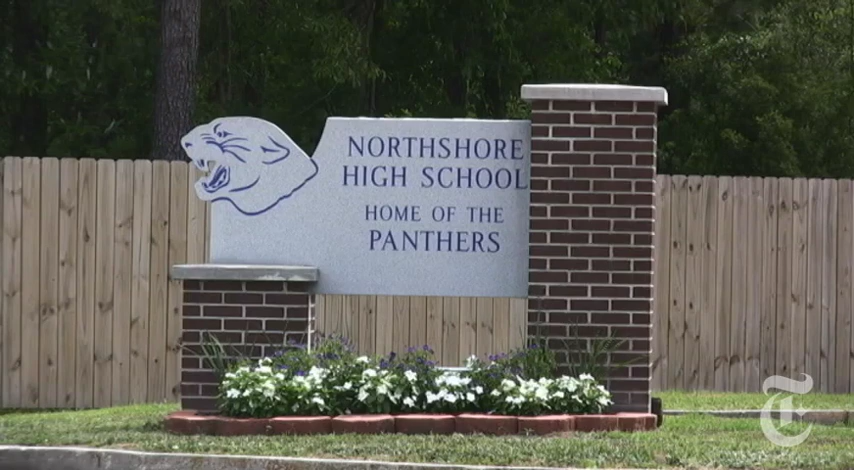 NORTHSHORE
HIGH SCHOOL
HOME OF THE
PANTHERS
T